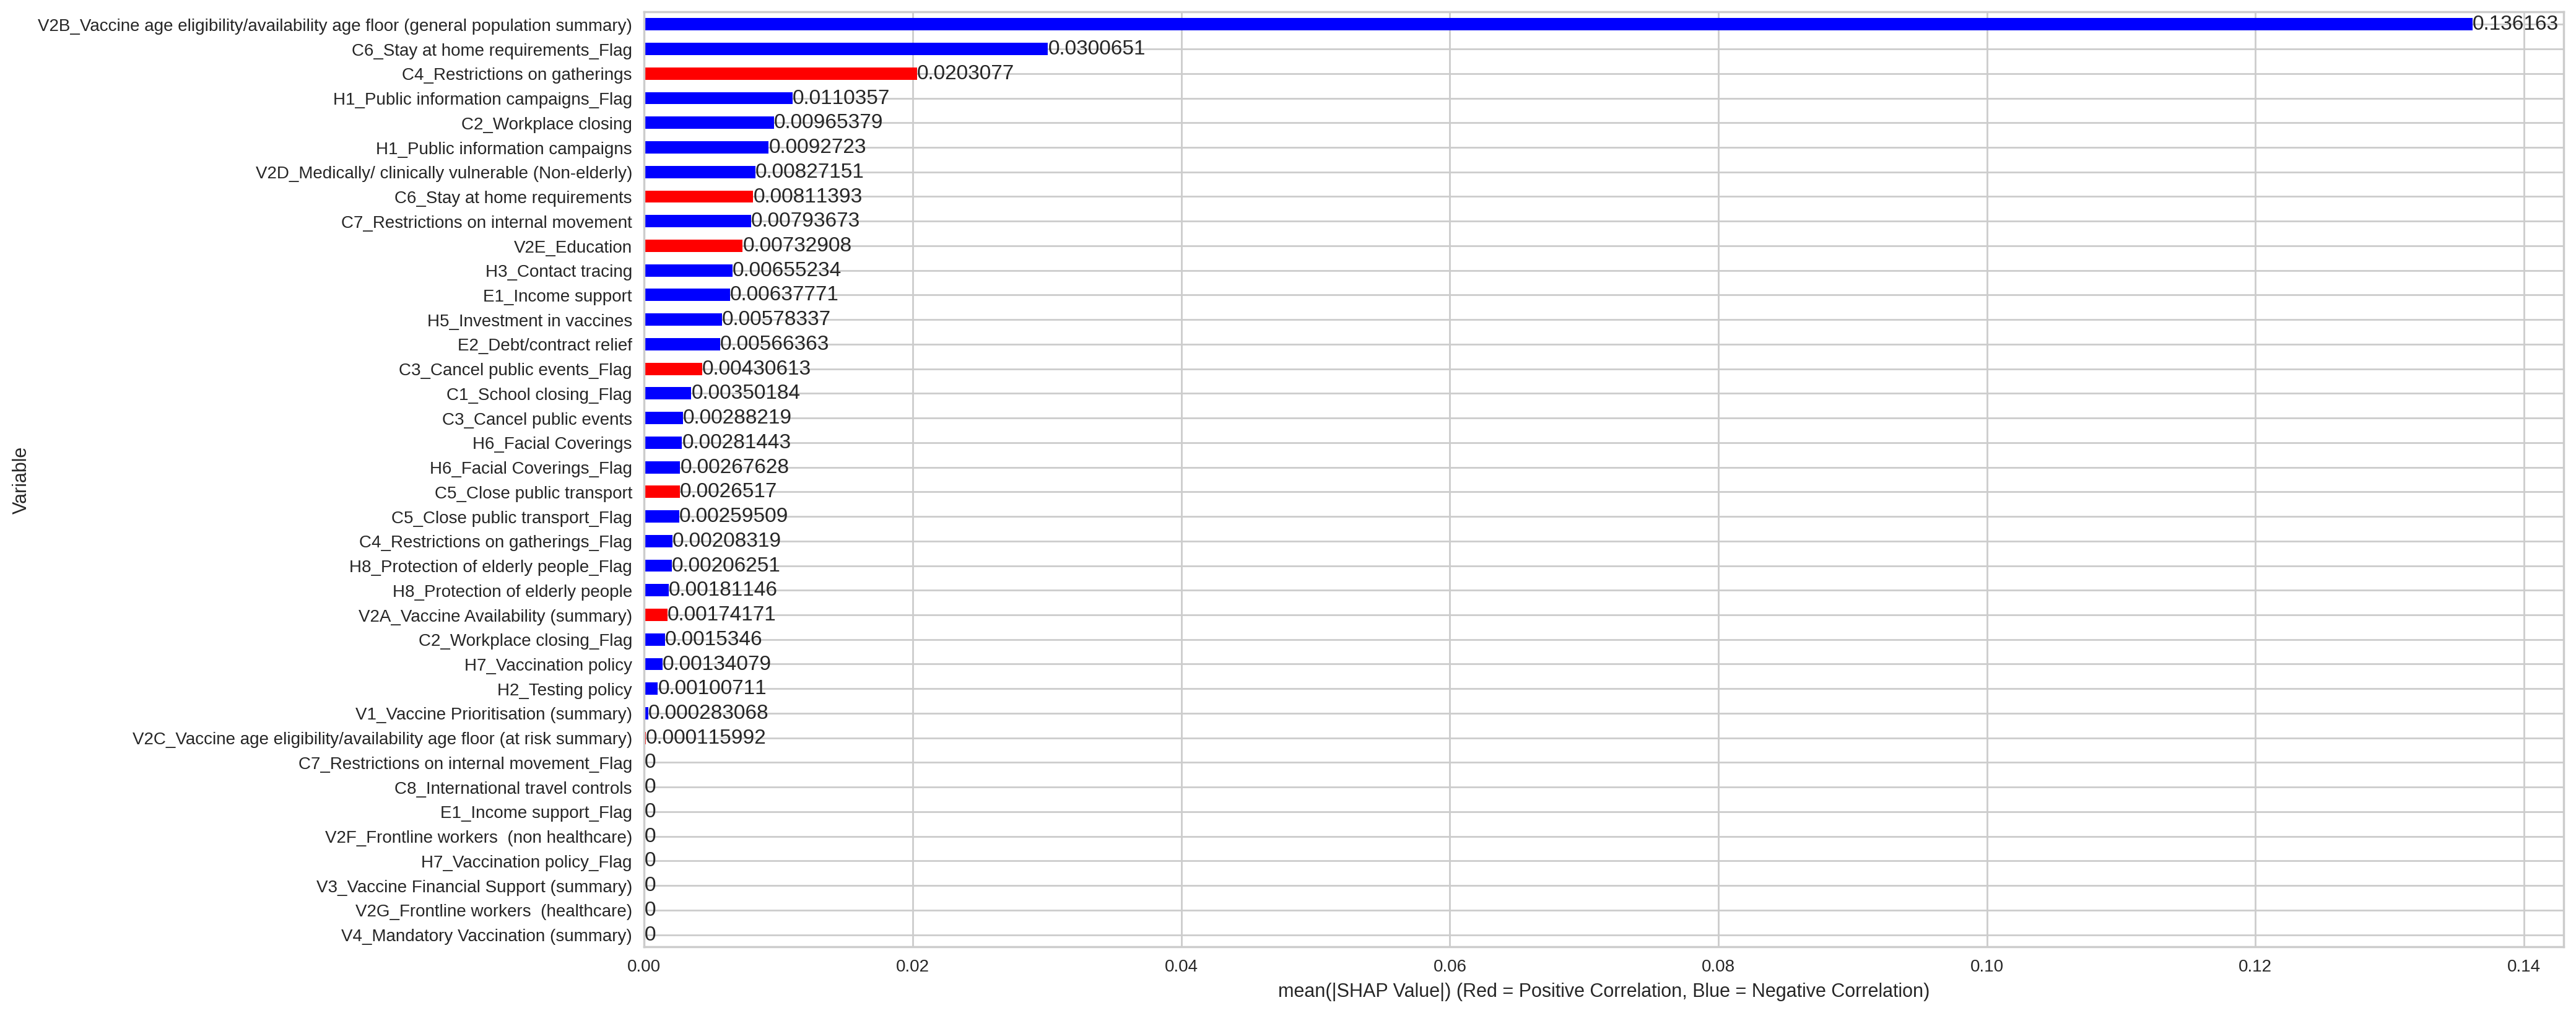 V2B_Vaccine age eligibility/availability age floor (general population summary) 0.136163
C6_Stay at home requirements_Flag 0.0300651
C4_Restrictions on gatherings 0.0203077
H1_Public information campaigns_Flag 0.0110357
C2_Workplace closing 0.00965379
H1_Public information campaigns 0.0092723
V2D_Medically/ clinically vulnerable (Non-elderly) 0.00827151
C6_Stay at home requirements 0.00811393
C7_Restrictions on internal movement 0.00793673
V2E_Education 0.00732908
H3_Contact tracing 0.00655234
E1_Income support 0.00637771
H5_Investment in vaccines 0.00578337
E2_Debt/contract relief 0.00566363
C3_Cancel public events_Flag 0.00430613
C1_School closing_Flag 0.00350184
C3_Cancel public events 0.00288219
H6_Facial Coverings 0.00281443
H6_Facial Coverings_Flag 0.00267628
C5_Close public transport 0.0026517
C5_Close public transport_Flag 0.00259509
C4_Restrictions on gatherings_Flag 0.00208319
H8_Protection of elderly people_Flag 0.00206251
H8_Protection of elderly people 0.00181146
V2A_Vaccine Availability (summary) 0.00174171
C2_Workplace closing_Flag 0.0015346
H7_Vaccination policy 0.00134079
H2_Testing policy 0.00100711
V1_Vaccine Prioritisation (summary) 0.000283068
V2C_Vaccine age eligibility/availability age floor (at risk summary) 0.000115992
C7_Restrictions on internal movement_Flag 0
C8_International travel controls 0
E1_Income support_Flag 0
V2F_Frontline workers  (non healthcare) 0
H7_Vaccination policy_Flag 0
V3_Vaccine Financial Support (summary) 0
V2G_Frontline workers  (healthcare) 0
V4_Mandatory Vaccination (summary) 0
Variable
0.00 0.02 0.04 0.06 0.08 0.10 0.12 0.14
mean(|SHAP Value|) (Red = Positive Correlation, Blue = Negative Correlation)